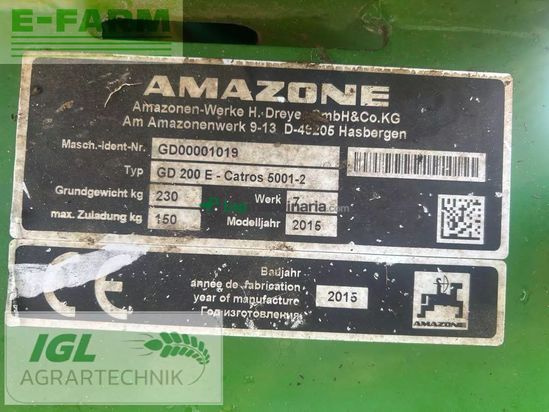 E-FARM
AMAZONE
Amazonen-Werke H. Dreyer GmbH&Co.KG
Am Amazonenwerk 9-13 D-49205 Hasbergen
Masch.-Ident-Nr. GD00001019
Typ GD 200 E - Catros 5001-2
Grundgewicht kg 230 Werk 7
max. Zuladung kg 150 Modelljahr 2015
Baujahr
année de fabrication
year of manufacture 2015
Год изготовления
CE
AMAZONE
IGL
AGRARTECHNIK